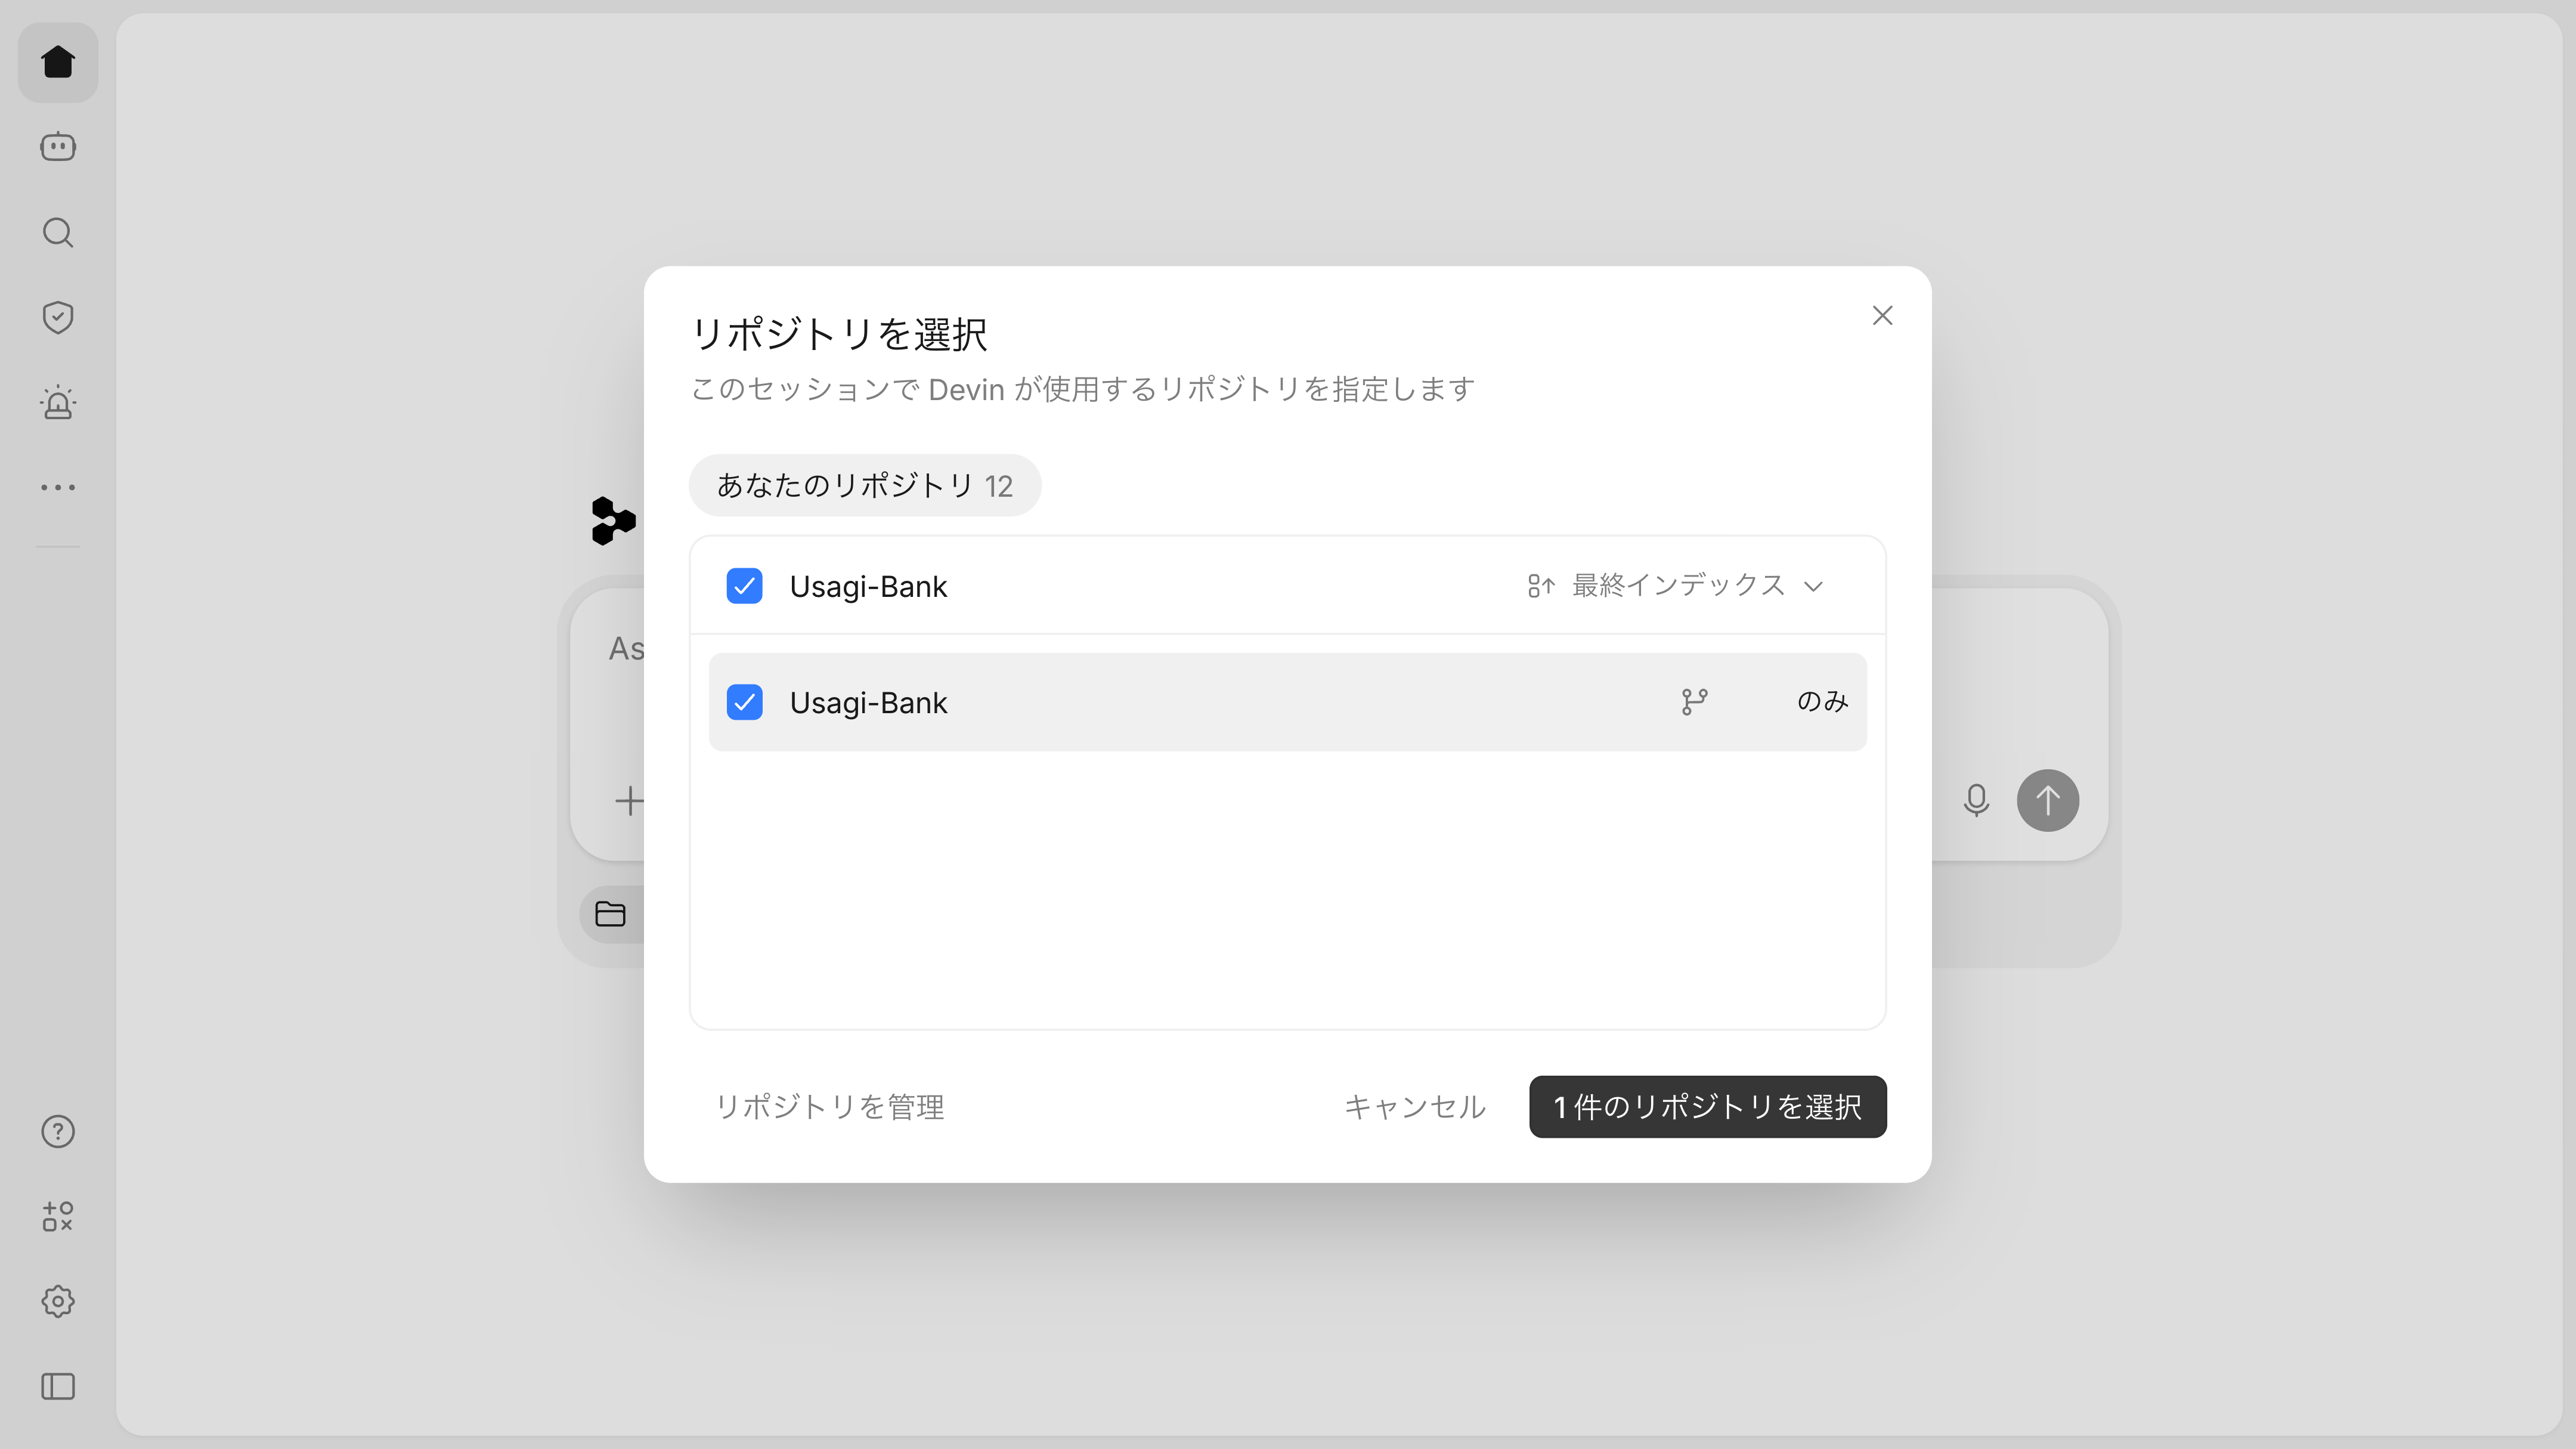 リポジトリを選択
このセッションで Devin が使用するリポジトリを指定します
あなたのリポジトリ 12
Usagi-Bank 最終インデックス
Usagi-Bank のみ
As
リポジトリを管理 キャンセル 1 件のリポジトリを選択